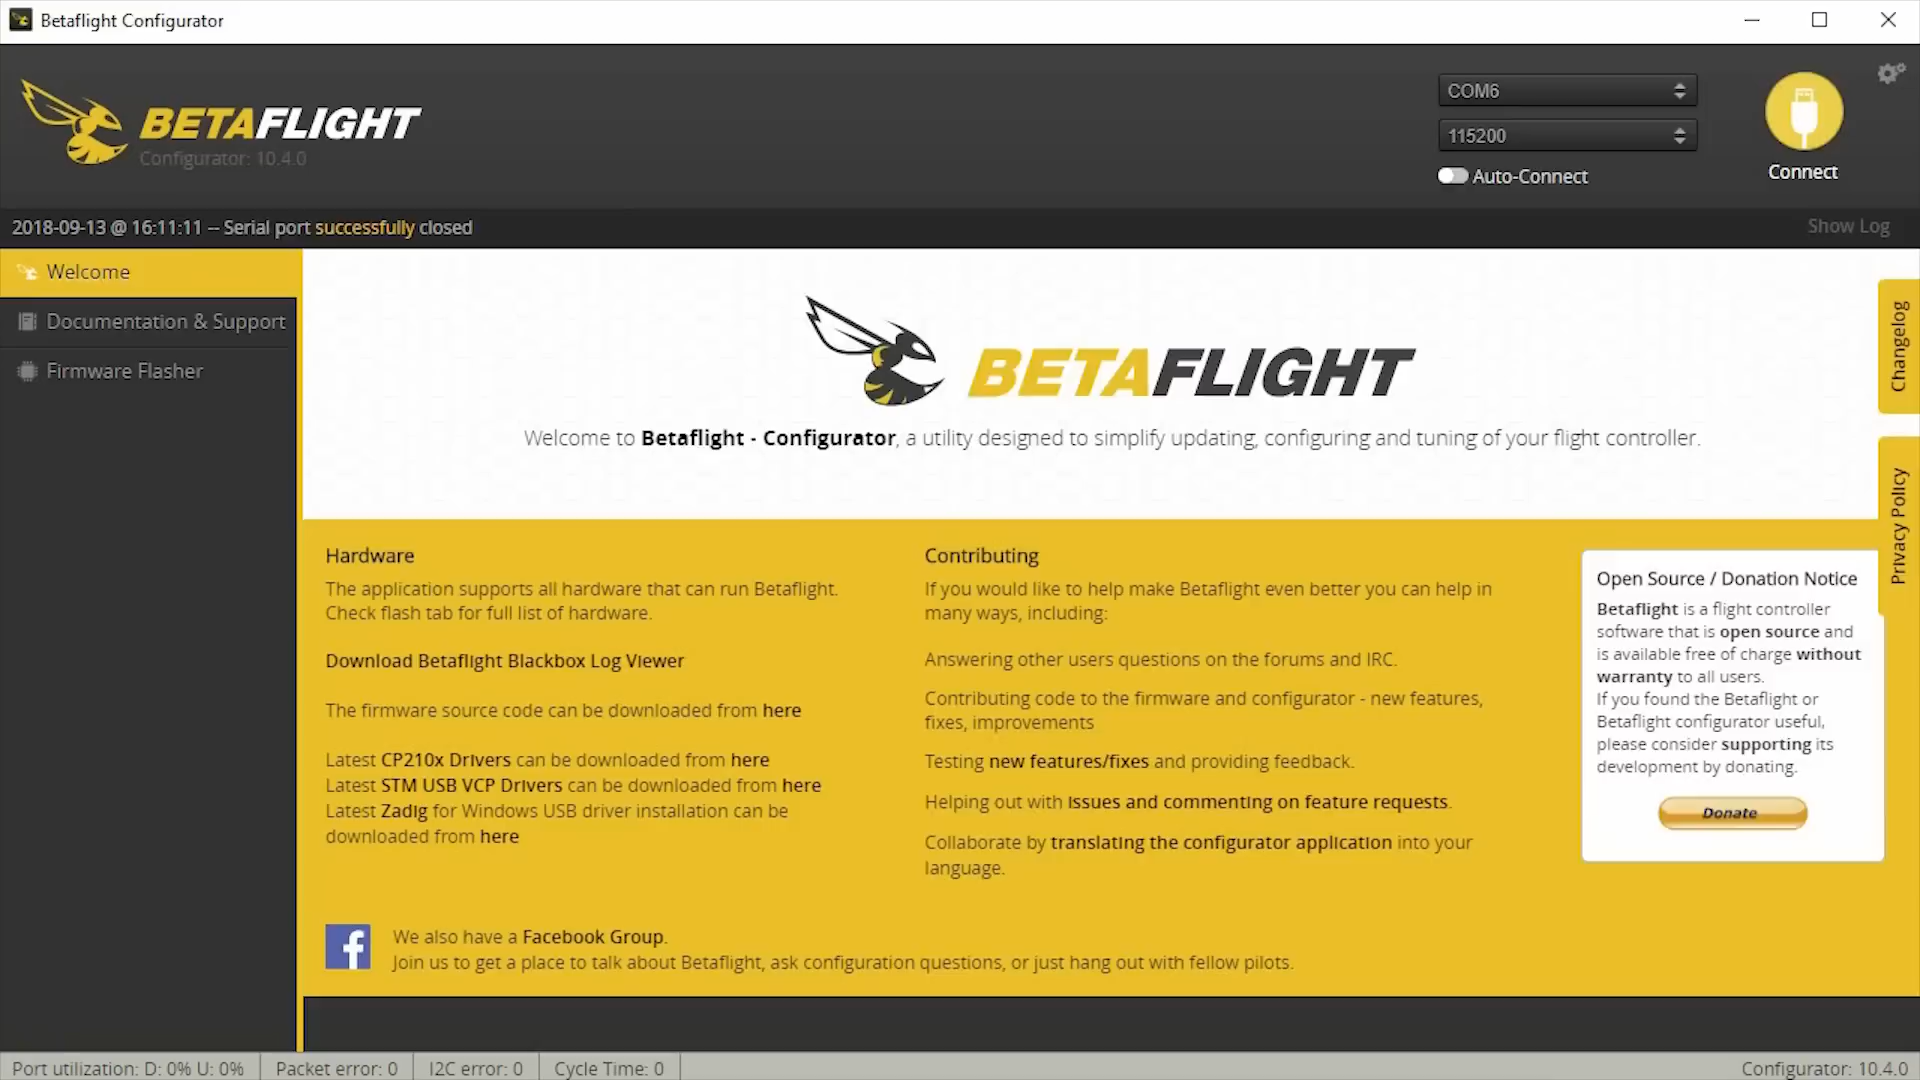 Betaflight Configurator
BETAFLIGHT
Configurator: 10.4.0
COM6
115200
Auto-Connect
Connect
2018-09-13 @ 16:11:11 -- Serial port successfully closed
Show Log
Welcome
Documentation & Support
Firmware Flasher
BETAFLIGHT
Welcome to Betaflight - Configurator, a utility designed to simplify updating, configuring and tuning of your flight controller.
Changelog
Privacy Policy
Hardware
The application supports all hardware that can run Betaflight.
Check flash tab for full list of hardware.
Download Betaflight Blackbox Log Viewer
The firmware source code can be downloaded from here
Latest CP210x Drivers can be downloaded from here
Latest STM USB VCP Drivers can be downloaded from here
Latest Zadig for Windows USB driver installation can be
downloaded from here
Contributing
If you would like to help make Betaflight even better you can help in
many ways, including:
Answering other users questions on the forums and IRC.
Contributing code to the firmware and configurator - new features,
fixes, improvements
Testing new features/fixes and providing feedback.
Helping out with issues and commenting on feature requests.
Collaborate by translating the configurator application into your
language.
Open Source / Donation Notice
Betaflight is a flight controller
software that is open source and
is available free of charge without
warranty to all users.
If you found the Betaflight or
Betaflight configurator useful,
please consider supporting its
development by donating.
Donate
We also have a Facebook Group.
Join us to get a place to talk about Betaflight, ask configuration questions, or just hang out with fellow pilots.
Port utilization: D: 0% U: 0%
Packet error: 0
I2C error: 0
Cycle Time: 0
Configurator: 10.4.0